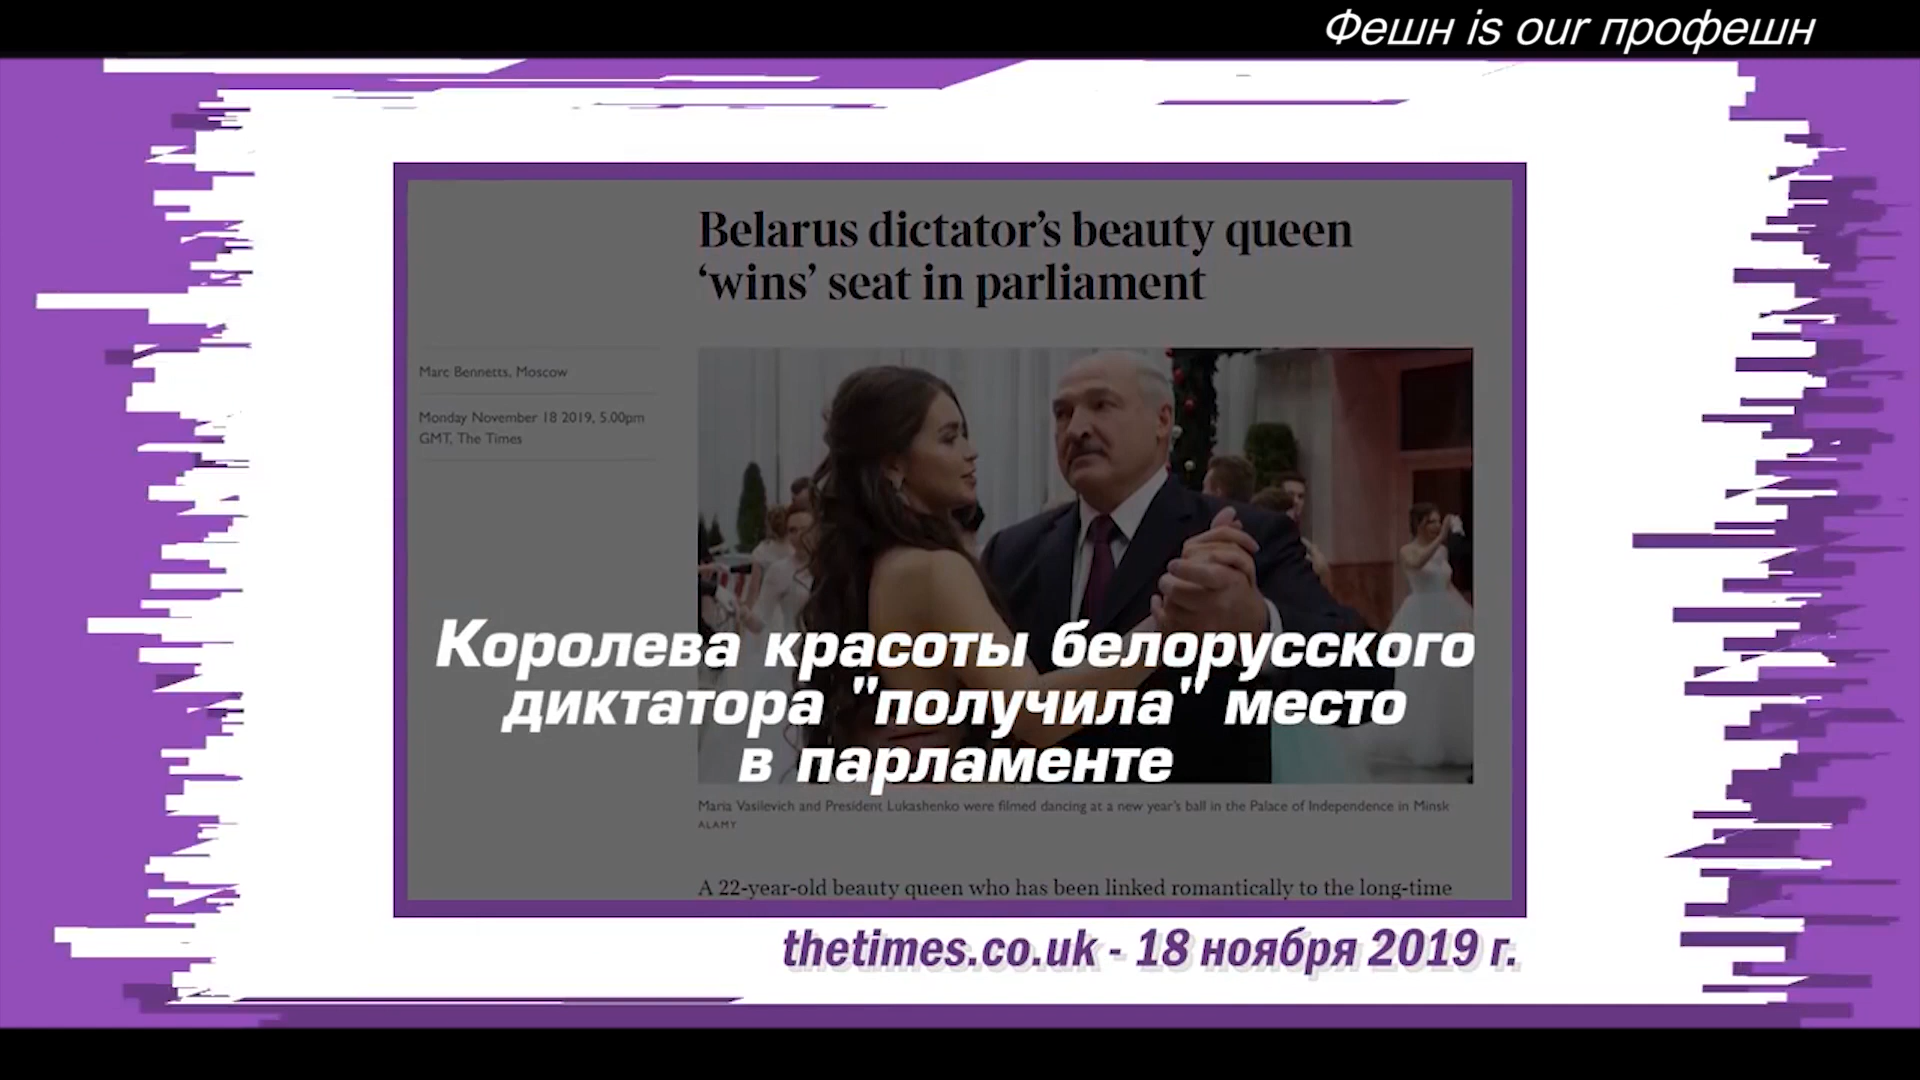 Фешн is our профешн
Belarus dictator’s beauty queen
‘wins’ seat in parliament
Marc Bennetts, Moscow
Monday November 18 2019, 5.00pm
GMT, The Times
Королева красоты белорусского
диктатора "получила" место
в парламенте
Maria Vasilevich and President Lukashenko were filmed dancing at a new year’s ball in the Palace of Independence in Minsk
ALAMY
A 22-year-old beauty queen who has been linked romantically to the long-time
thetimes.co.uk - 18 ноября 2019 г.